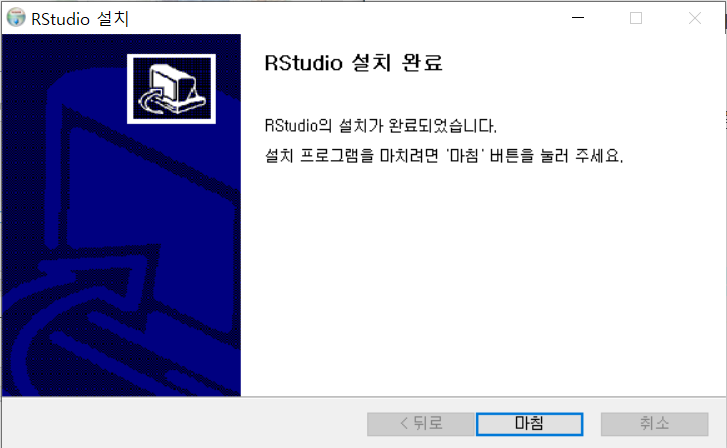 RStudio 설치
RStudio 설치 완료
RStudio의 설치가 완료되었습니다.
설치 프로그램을 마치려면 '마침' 버튼을 눌러 주세요.
< 뒤로
마침
취소